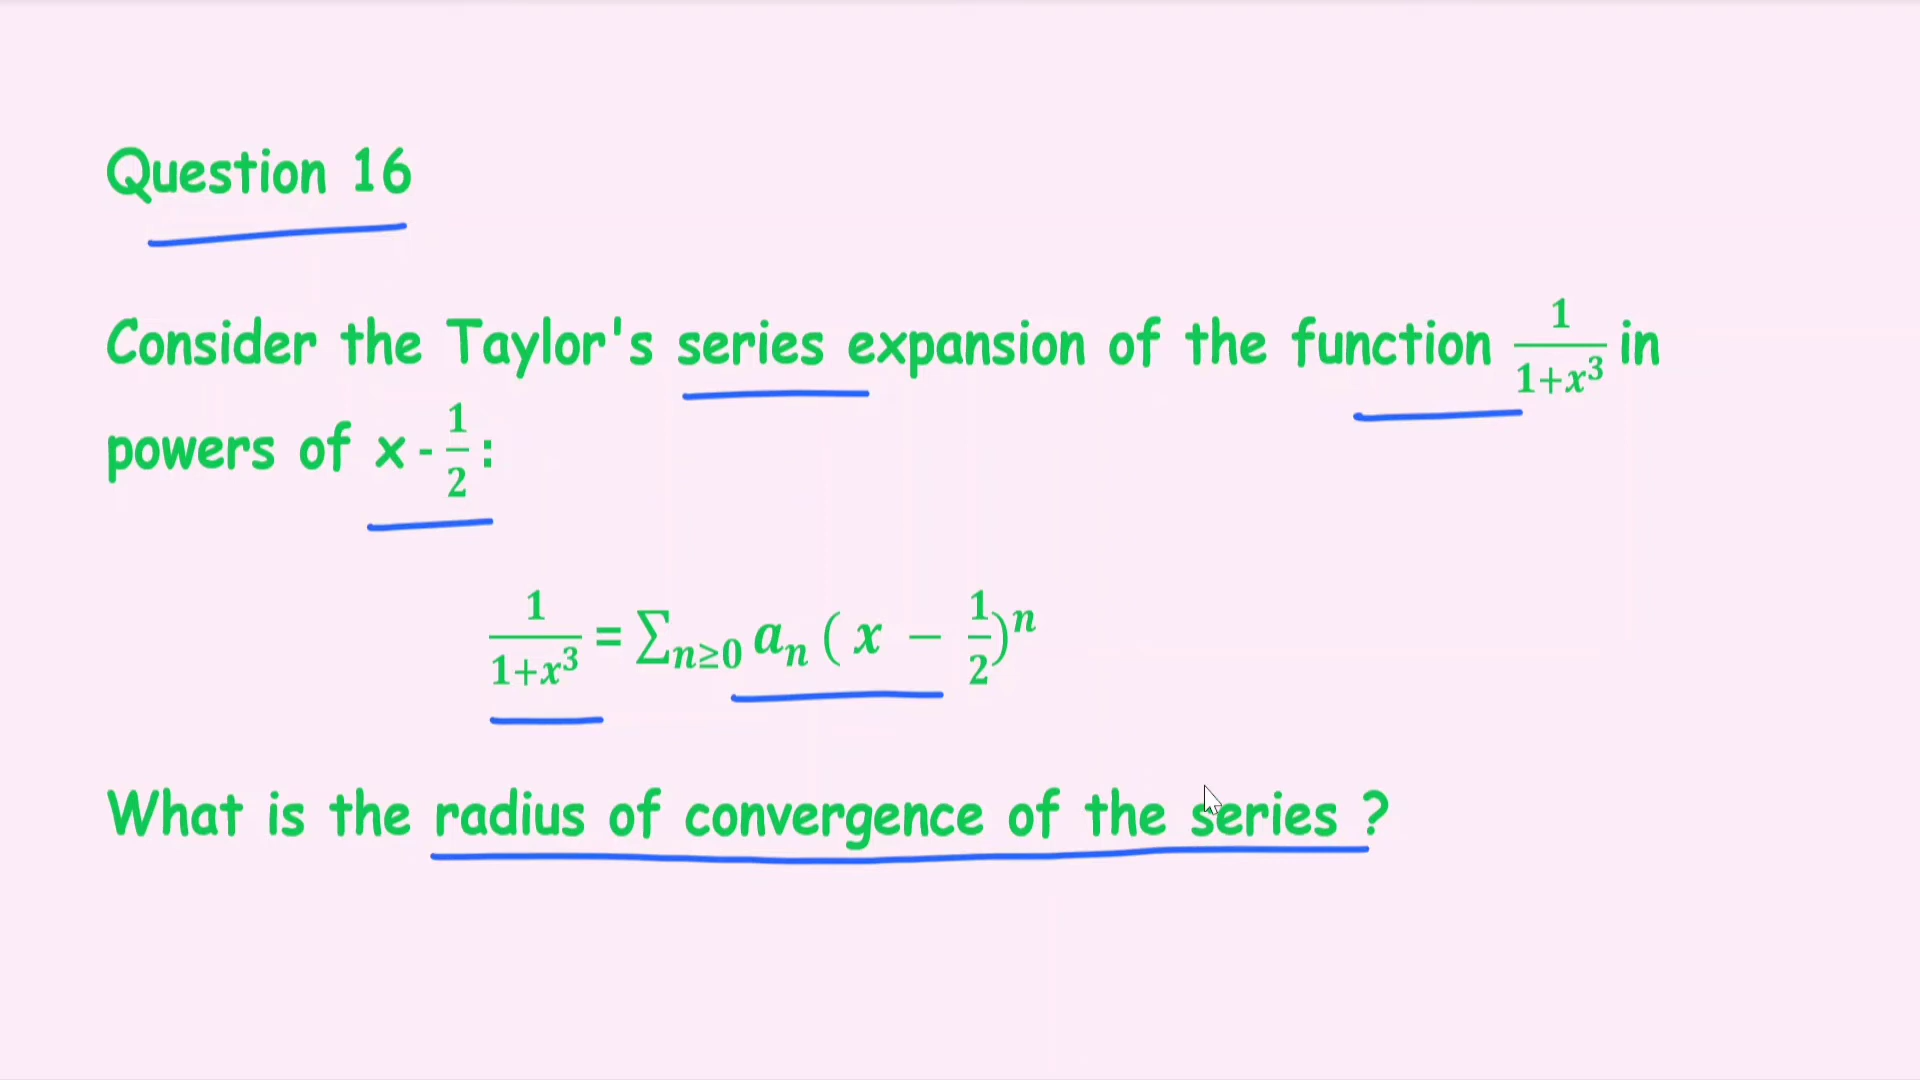 Question 16
Consider the Taylor's series expansion of the function 1/(1+x³) in
powers of x - 1/2 :
1/(1+x³) = ∑n≥0 aₙ ( x − 1/2)ⁿ
What is the radius of convergence of the series ?